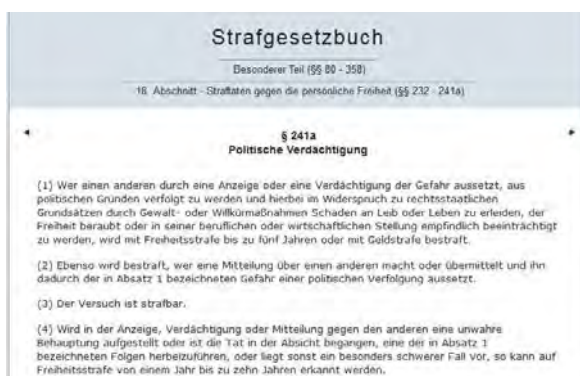 Strafgesetzbuch
Besonderer Teil (§§ 80 - 358)
18. Abschnitt - Straftaten gegen die persönliche Freiheit (§§ 232 - 241a)
§ 241a
Politische Verdächtigung
(1) Wer einen anderen durch eine Anzeige oder eine Verdächtigung der Gefahr aussetzt, aus
politischen Gründen verfolgt zu werden und hierbei im Widerspruch zu rechtsstaatlichen
Grundsätzen durch Gewalt- oder Willkürmaßnahmen Schaden an Leib oder Leben zu erleiden, der
Freiheit beraubt oder in seiner beruflichen oder wirtschaftlichen Stellung empfindlich beeinträchtigt
zu werden, wird mit Freiheitsstrafe bis zu fünf Jahren oder mit Geldstrafe bestraft.
(2) Ebenso wird bestraft, wer eine Mitteilung über einen anderen macht oder übermittelt und ihn
dadurch der in Absatz 1 bezeichneten Gefahr einer politischen Verfolgung aussetzt.
(3) Der Versuch ist strafbar.
(4) Wird in der Anzeige, Verdächtigung oder Mitteilung gegen den anderen eine unwahre
Behauptung aufgestellt oder ist die Tat in der Absicht begangen, eine der in Absatz 1
bezeichneten Folgen herbeizuführen, oder liegt sonst ein besonders schwerer Fall vor, so kann auf
Freiheitsstrafe von einem Jahr bis zu zehn Jahren erkannt werden.